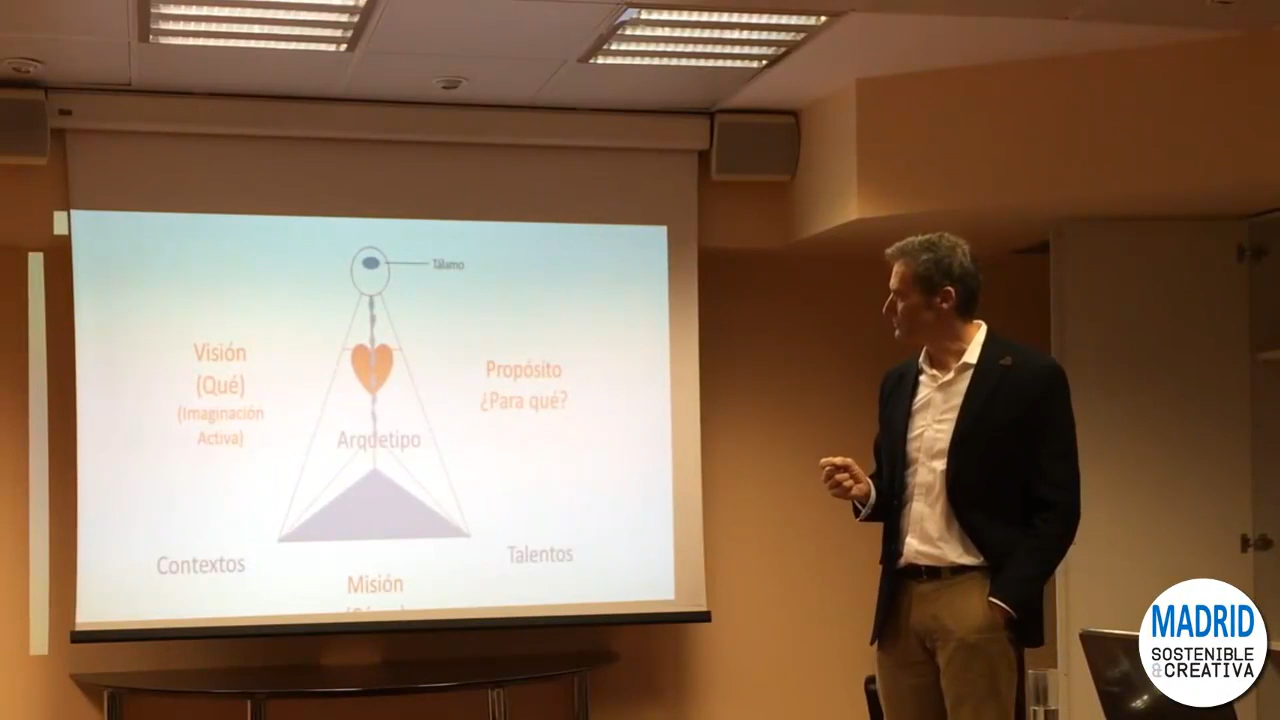 Tálamo
Visión
(Qué)
(Imaginación
Activa)
Propósito
¿Para qué?
Arquetipo
Contextos
Talentos
Misión
MADRID
SOSTENIBLE
&CREATIVA